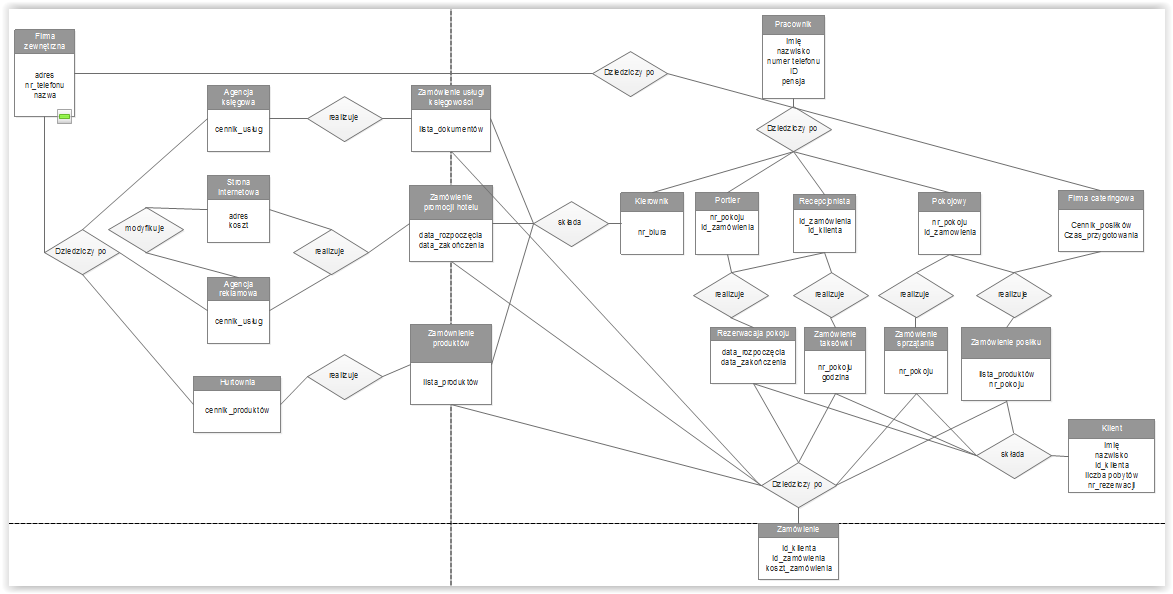 Firma
zewnętrzna
adres
nr_telefonu
nazwa
Pracownik
Imię
nazwisko
numer telefonu
ID
pensja
Dziedziczy po
Agencja
księgowa
cennik_usług
realizuje
Zamówienie usługi
księgowości
lista_dokumentów
Dziedziczy po
Strona
internetowa
adres
koszt
modyfikuje
Dziedziczy po
realizuje
Zamówienie
promocji hotelu
data_rozpoczęcia
data_zakończenia
składa
Kierownik
nr_biura
Portier
nr_pokoju
id_zamówienia
Recepcjonista
id_zamówienia
id_klienta
Pokojowy
nr_pokoju
id_zamowienia
Firma cateringowa
Cennik_posiłków
Czas_przygotowania
Agencja
reklamowa
cennik_usług
realizuje
realizuje
realizuje
realizuje
Zamównienie
produktów
lista_produktów
Rezerwacaja pokoju
data_rozpoczęcia
data_zakończenia
Zamówienie
taksówki
nr_pokoju
godzina
Zamówienie
sprzątania
nr_pokoju
Zamówienie posiłku
lista_produktów
nr_pokoju
Hurtownia
cennik_produktów
realizuje
składa
Klient
Imię
nazwisko
id_klienta
liczba pobytów
nr_rezerwacji
Dziedziczy po
Zamówienie
id_klienta
id_zamówienia
koszt_zamówienia